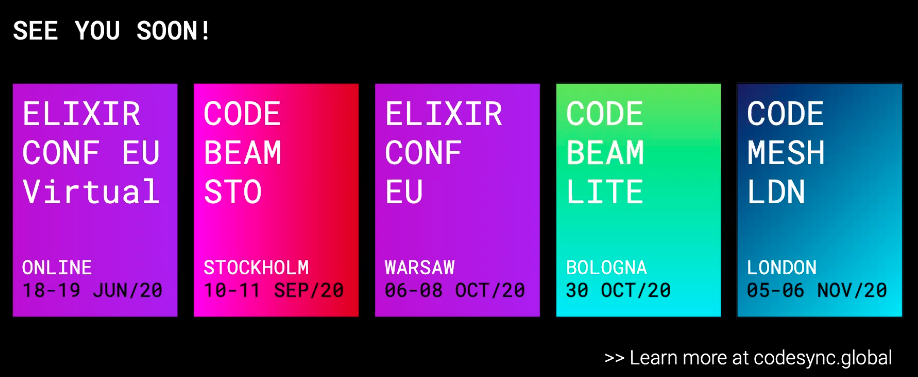 SEE YOU SOON!
ELIXIR
CONF EU
Virtual
ONLINE
18-19 JUN/20
CODE
BEAM
STO
STOCKHOLM
10-11 SEP/20
ELIXIR
CONF
EU
WARSAW
06-08 OCT/20
CODE
BEAM
LITE
BOLOGNA
30 OCT/20
CODE
MESH
LDN
LONDON
05-06 NOV/20
>> Learn more at codesync.global